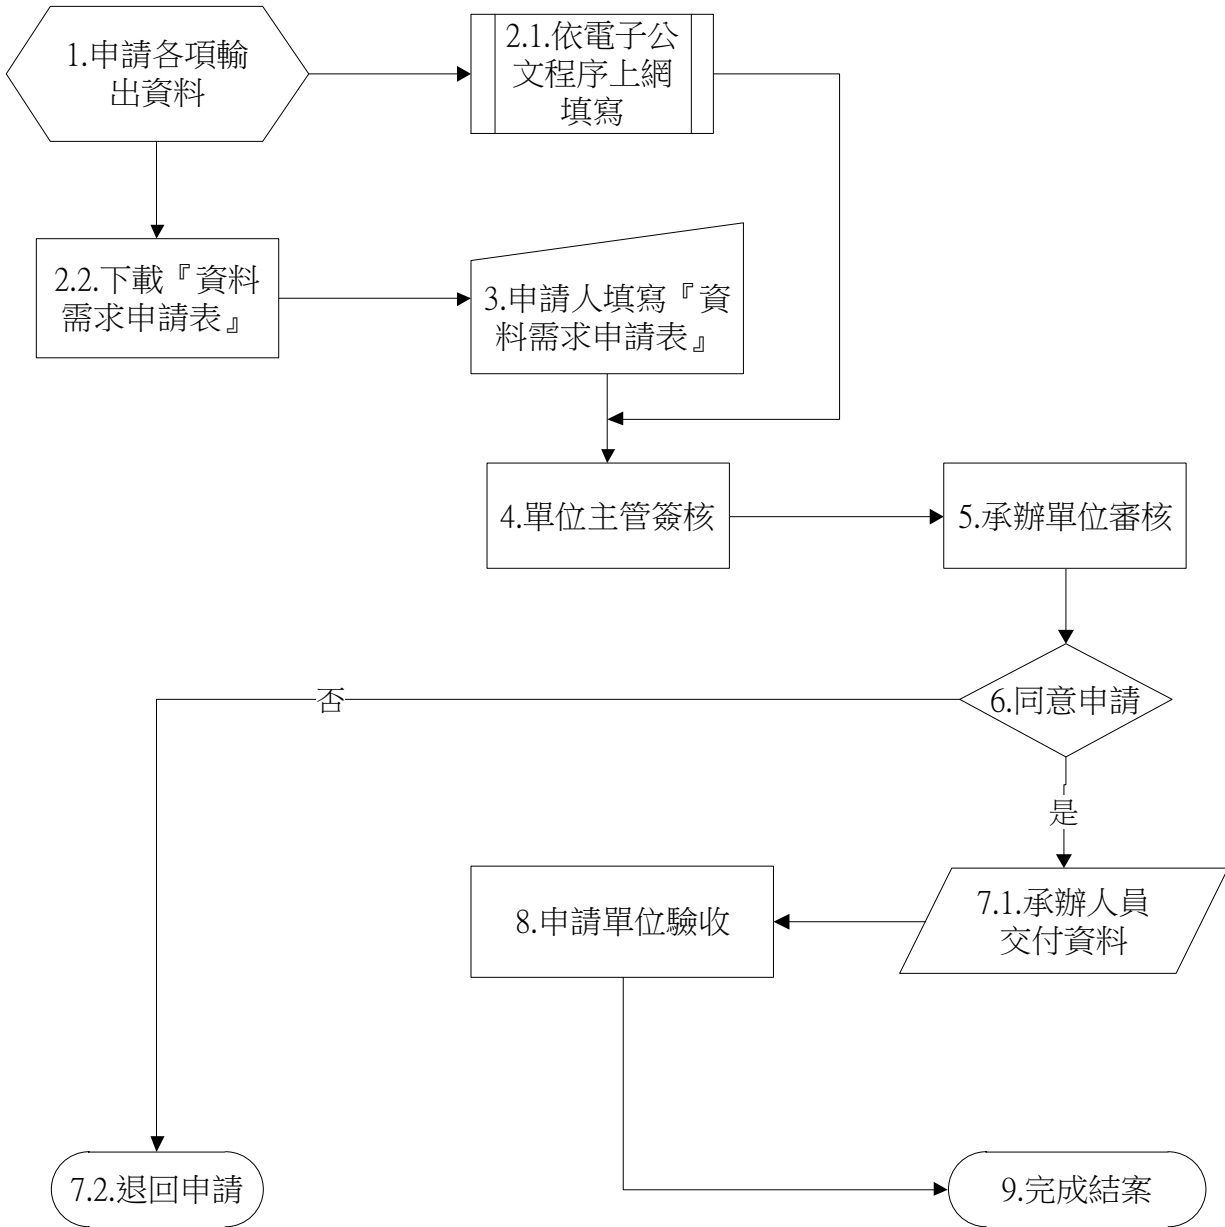 1.申請各項輸
出資料
2.1.依電子公
文程序上網
填寫
2.2.下載『資料
需求申請表』
3.申請人填寫『資
料需求申請表』
4.單位主管簽核
5.承辦單位審核
6.同意申請
否
是
7.1.承辦人員
交付資料
8.申請單位驗收
7.2.退回申請
9.完成結案